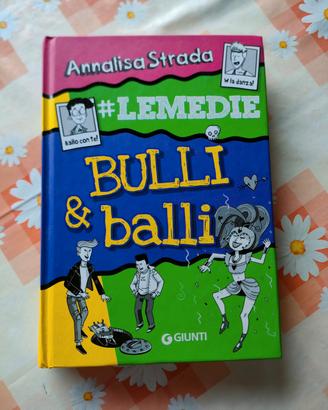 Annalisa Strada
W la danza!
#LEMEDIE
Ballo con te!
BULLI
& balli
GIUNTI